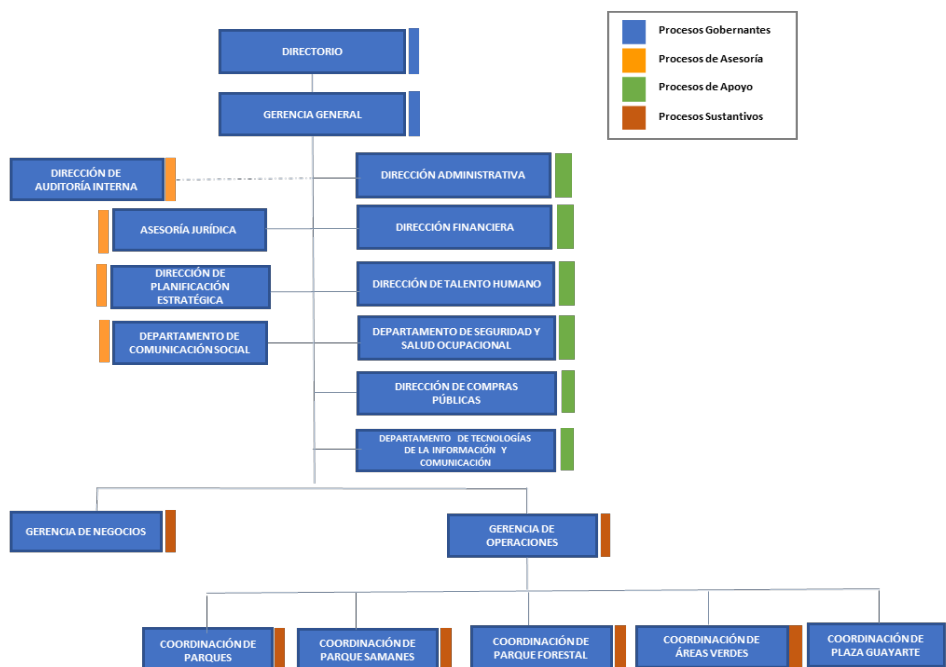 DIRECTORIO
GERENCIA GENERAL
Procesos Gobernantes
Procesos de Asesoría
Procesos de Apoyo
Procesos Sustantivos
DIRECCIÓN DE
AUDITORÍA INTERNA
DIRECCIÓN ADMINISTRATIVA
ASESORÍA JURÍDICA
DIRECCIÓN FINANCIERA
DIRECCIÓN DE
PLANIFICACIÓN
ESTRATÉGICA
DIRECCIÓN DE TALENTO HUMANO
DEPARTAMENTO DE
COMUNICACIÓN SOCIAL
DEPARTAMENTO DE SEGURIDAD Y
SALUD OCUPACIONAL
DIRECCIÓN DE COMPRAS
PÚBLICAS
DEPARTAMENTO DE TECNOLOGÍAS
DE LA INFORMACIÓN Y
COMUNICACIÓN
GERENCIA DE NEGOCIOS
GERENCIA DE
OPERACIONES
COORDINACIÓN DE
PARQUES
COORDINACIÓN DE
PARQUE SAMANES
COORDINACIÓN DE
PARQUE FORESTAL
COORDINACIÓN DE
ÁREAS VERDES
COORDINACIÓN DE
PLAZA GUAYARTE